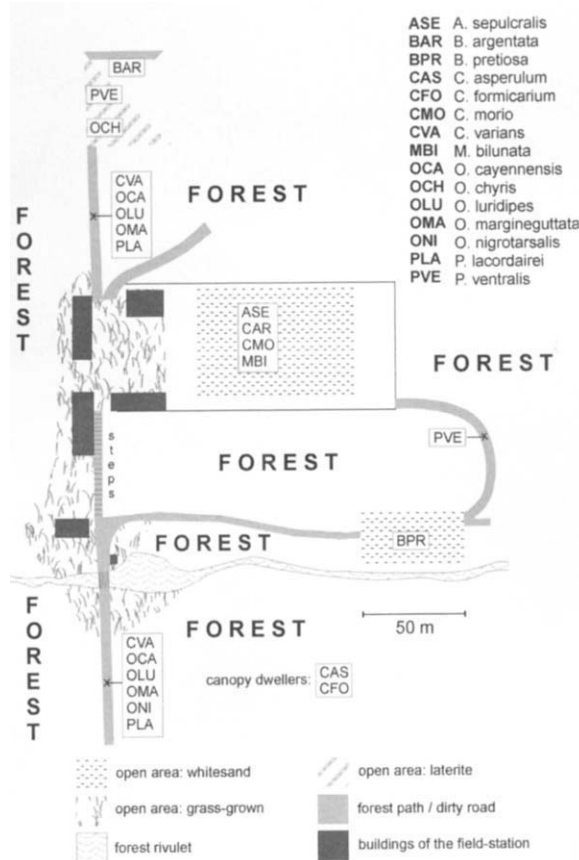 ASE A. sepulcralis
BAR B. argentata
BPR B. pretiosa
CAS C. asperulum
CFO C. formicarium
CMO C. morio
CVA C. varians
MBI M. bilunata
OCA O. cayennensis
OCH O. chyris
OLU O. luridipes
OMA O. margineguttata
ONI O. nigrotarsalis
PLA P. lacordairei
PVE P. ventralis
BAR
PVE
OCH
CVA
OCA
OLU
OMA
PLA
FOREST
FOREST
ASE
CAR
CMO
MBI
FOREST
PVE
steps
FOREST
FOREST
BPR
FOREST
FOREST
50 m
CVA
OCA
OLU
OMA
ONI
PLA
canopy dwellers:
CAS
CFO
open area: whitesand
open area: laterite
open area: grass-grown
forest path / dirty road
forest rivulet
buildings of the field-station